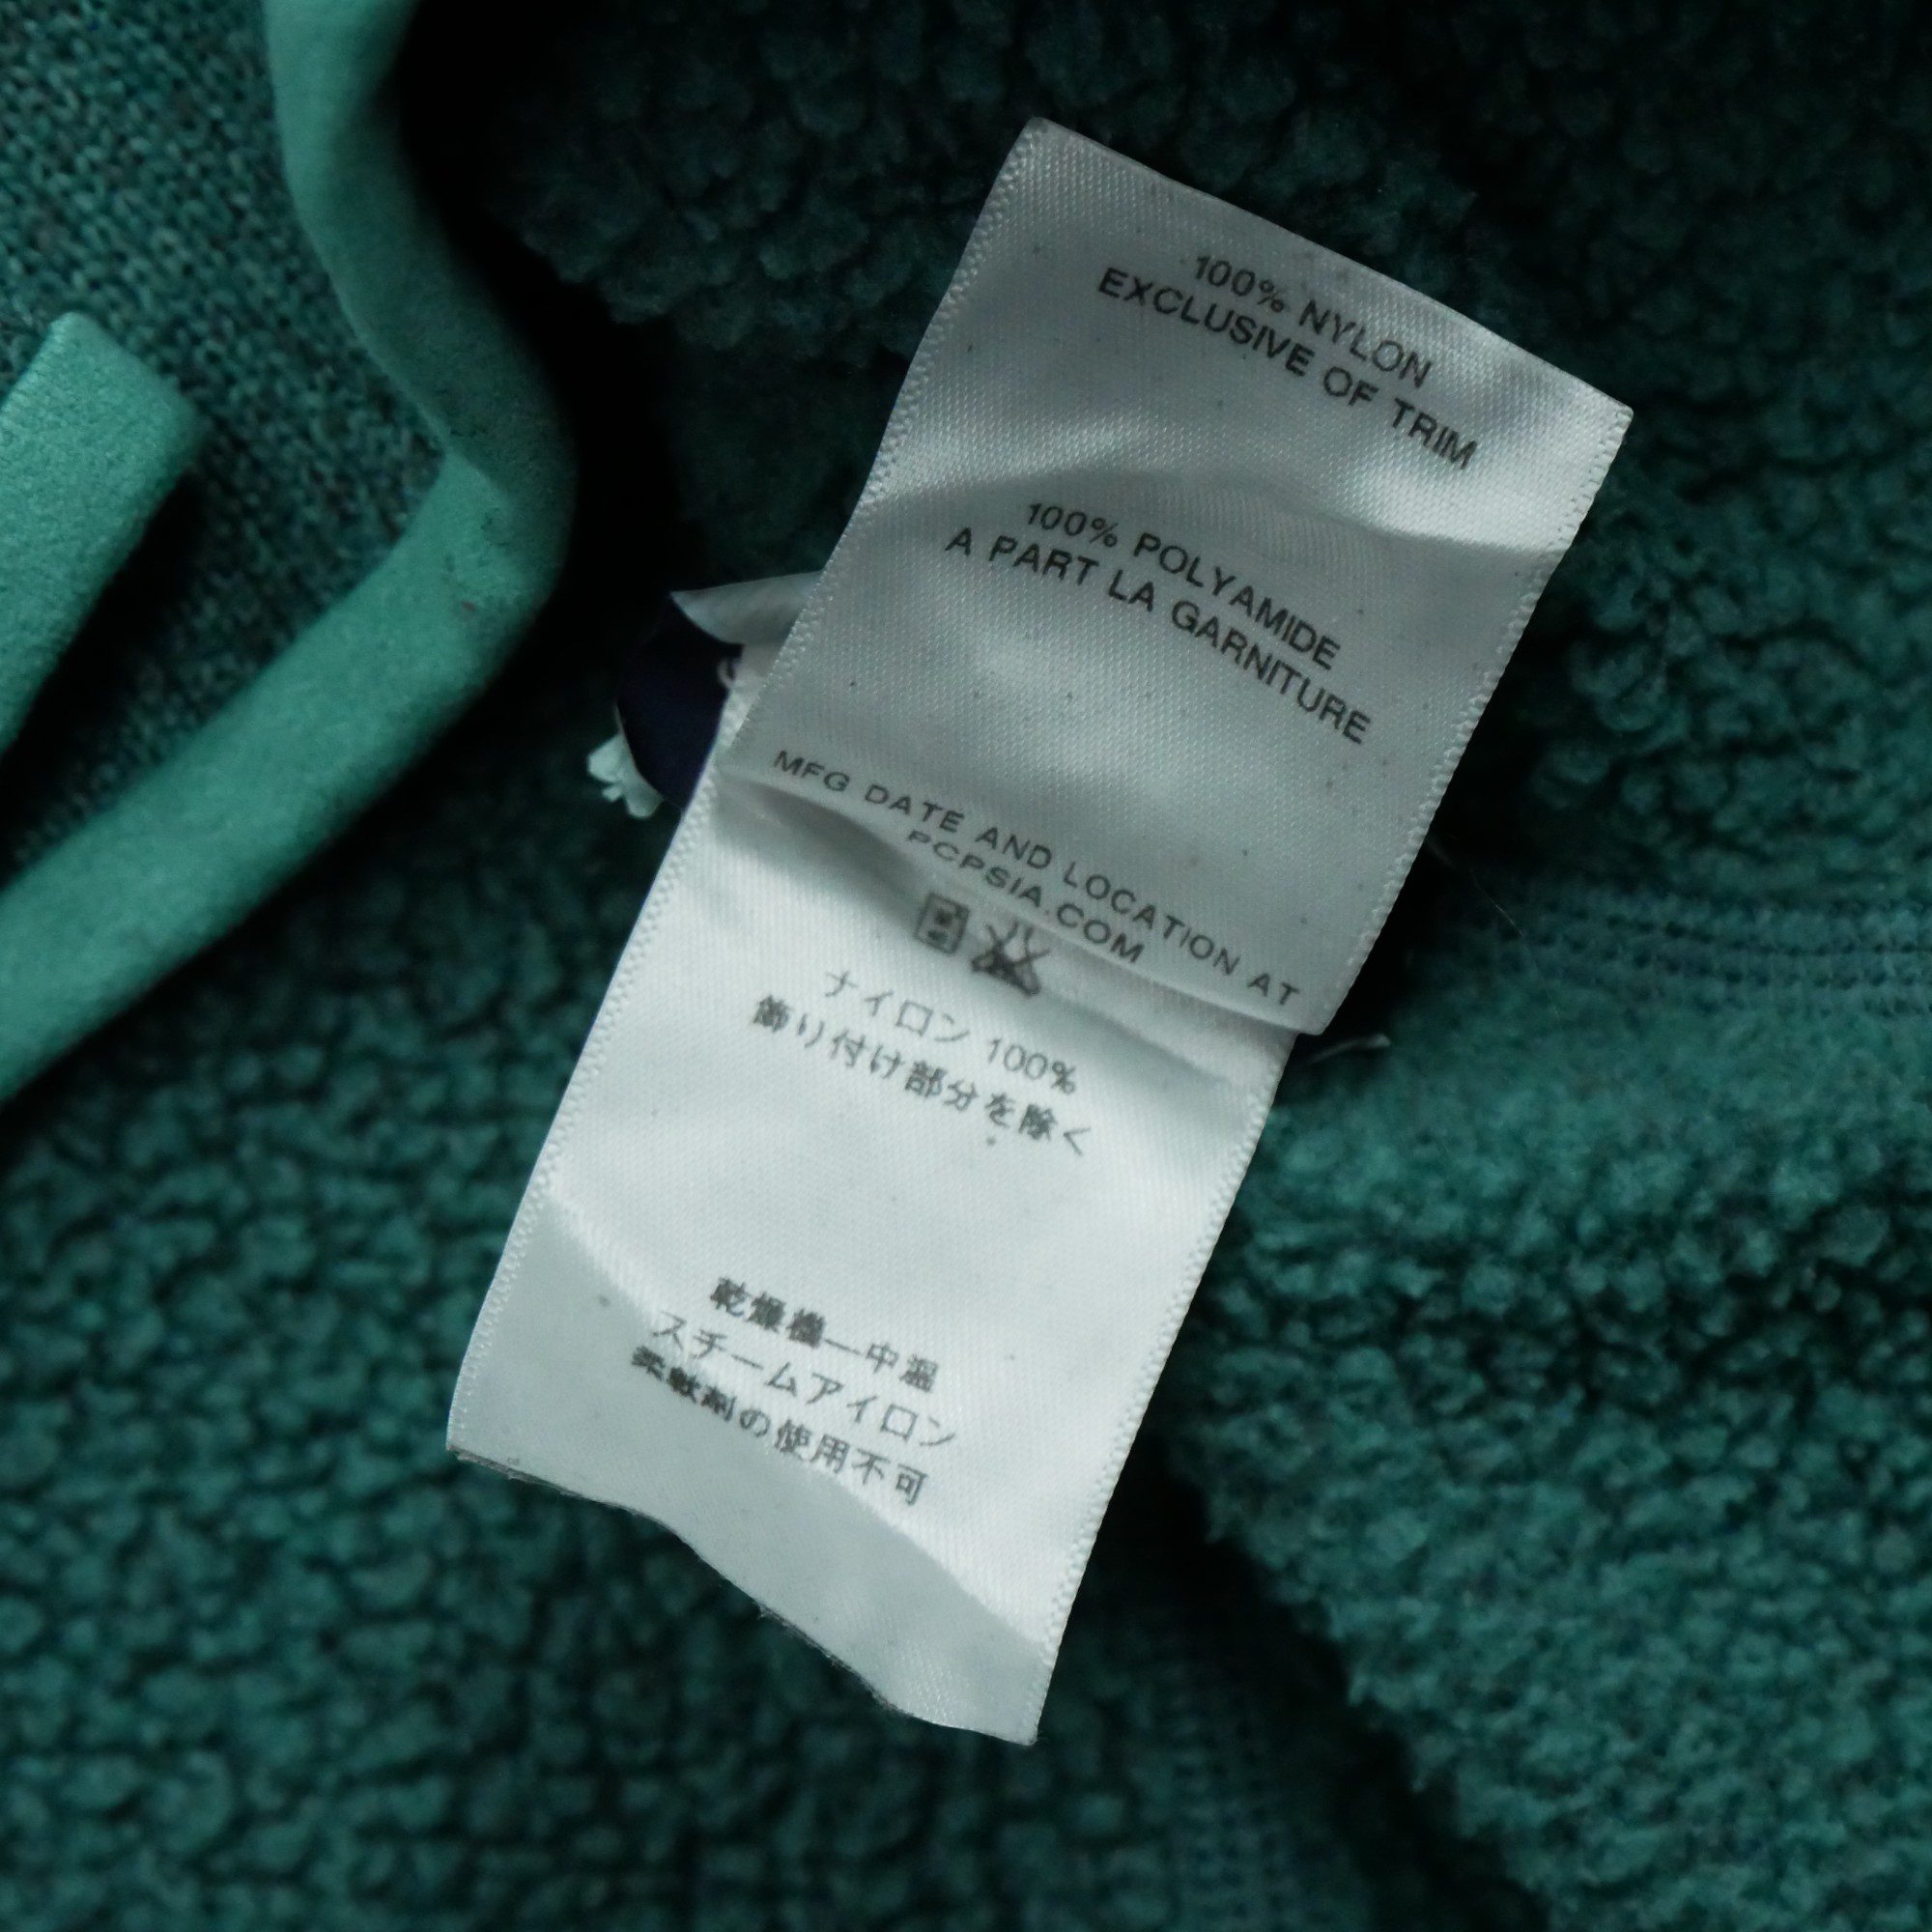 100% NYLON
EXCLUSIVE OF TRIM
100% POLYAMIDE
A PART LA GARNITURE
MFG DATE AND LOCATION AT
PCPSIA.COM
ナイロン 100%
飾り付け部分を除く
乾燥機—中温
スチームアイロン
柔軟剤の使用不可